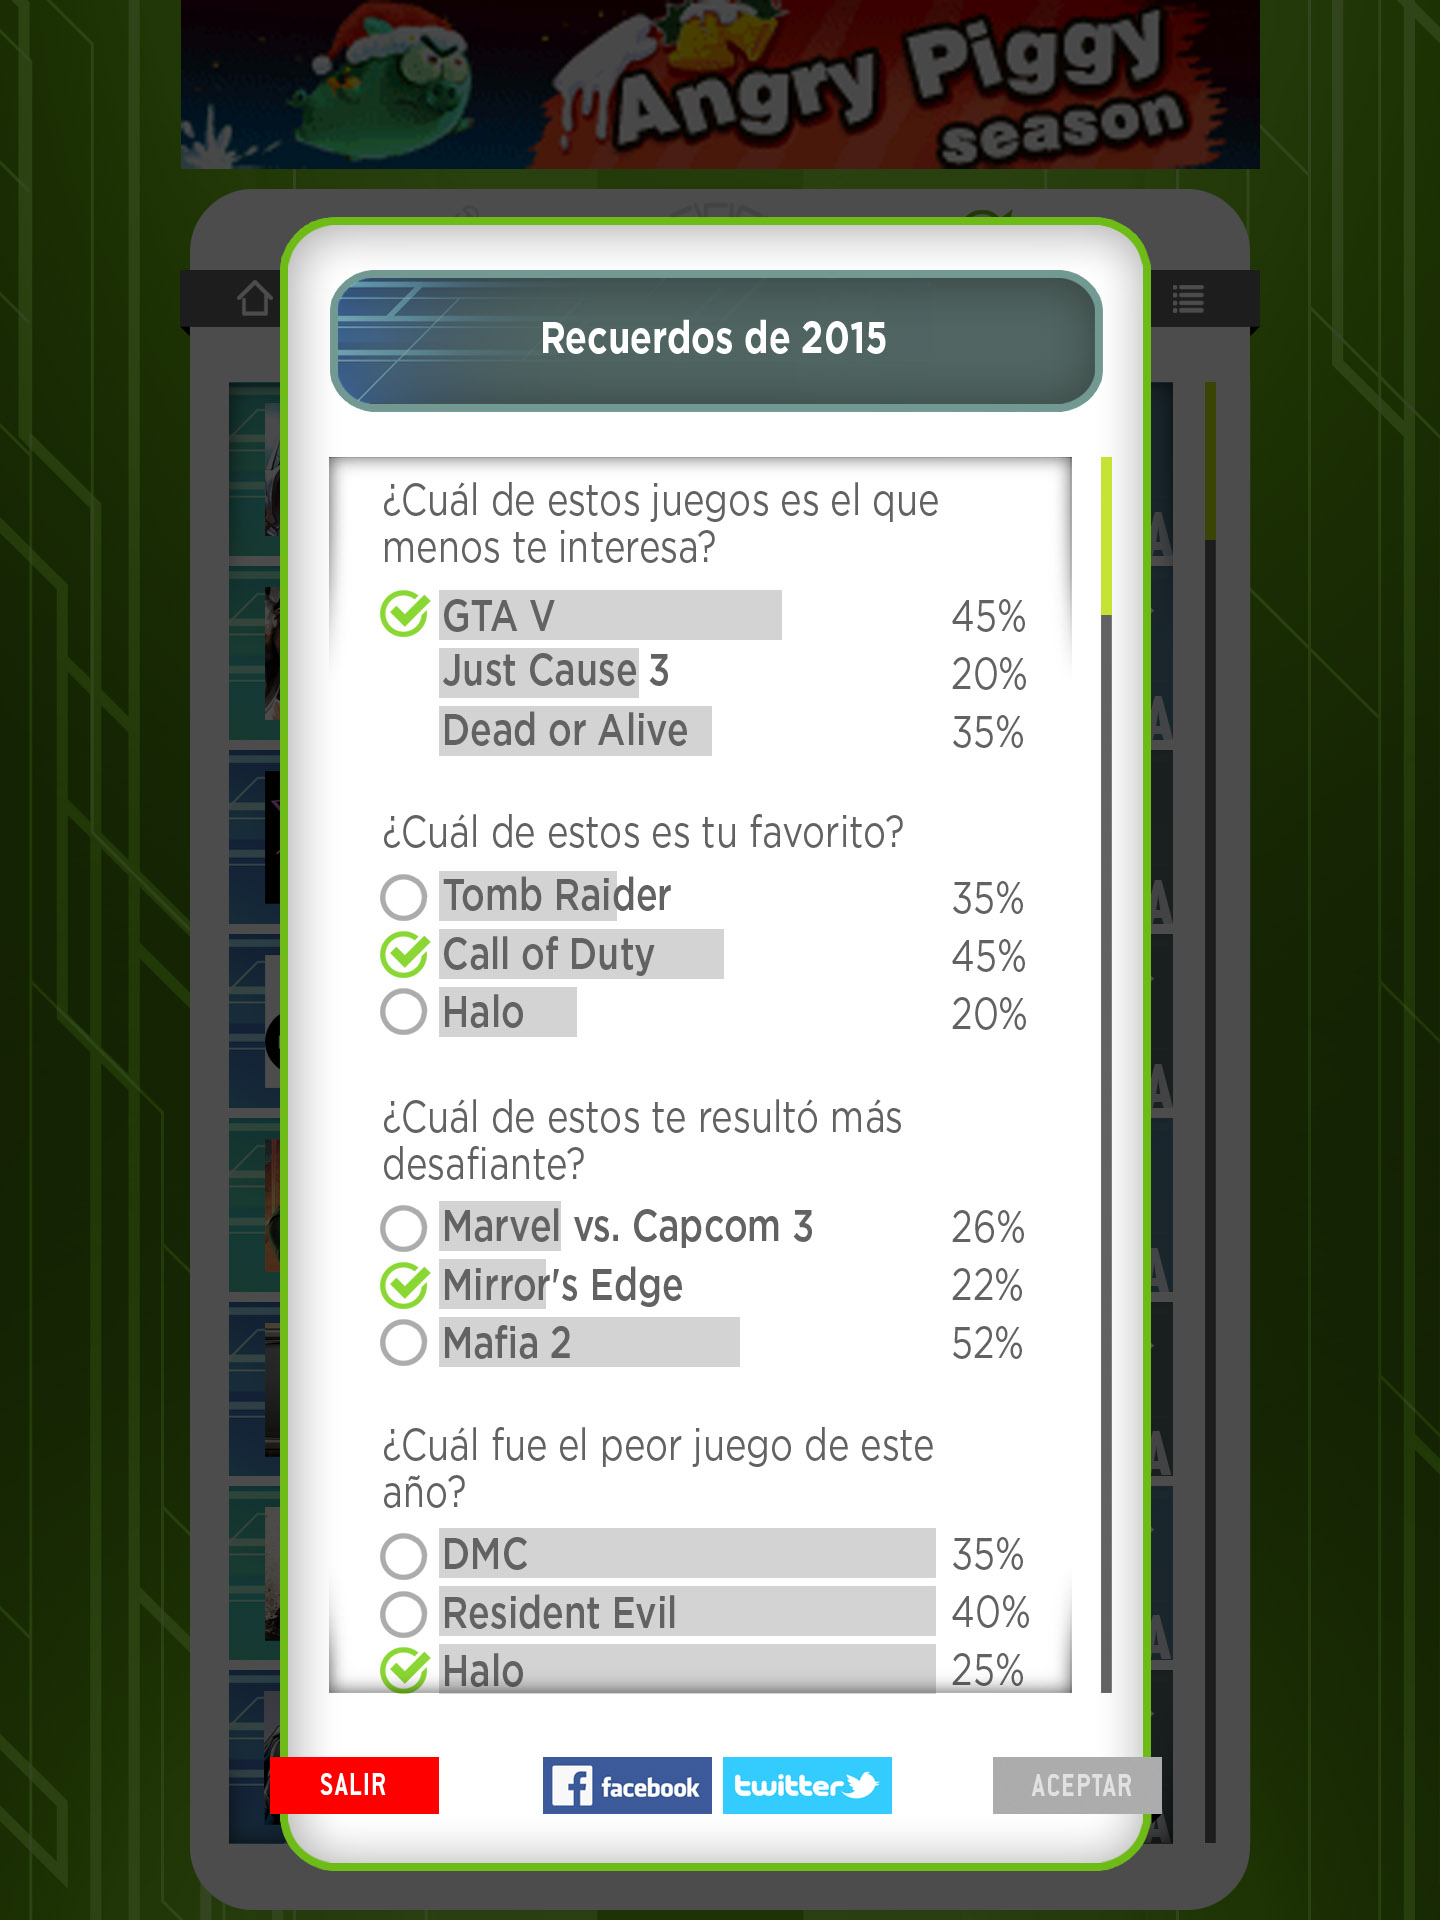 Angry Piggy
season
Recuerdos de 2015
¿Cuál de estos juegos es el que
menos te interesa?
GTA V 45%
Just Cause 3 20%
Dead or Alive 35%
¿Cuál de estos es tu favorito?
Tomb Raider 35%
Call of Duty 45%
Halo 20%
¿Cuál de estos te resultó más
desafiante?
Marvel vs. Capcom 3 26%
Mirror's Edge 22%
Mafia 2 52%
¿Cuál fue el peor juego de este
año?
DMC 35%
Resident Evil 40%
Halo 25%
SALIR facebook twitter ACEPTAR